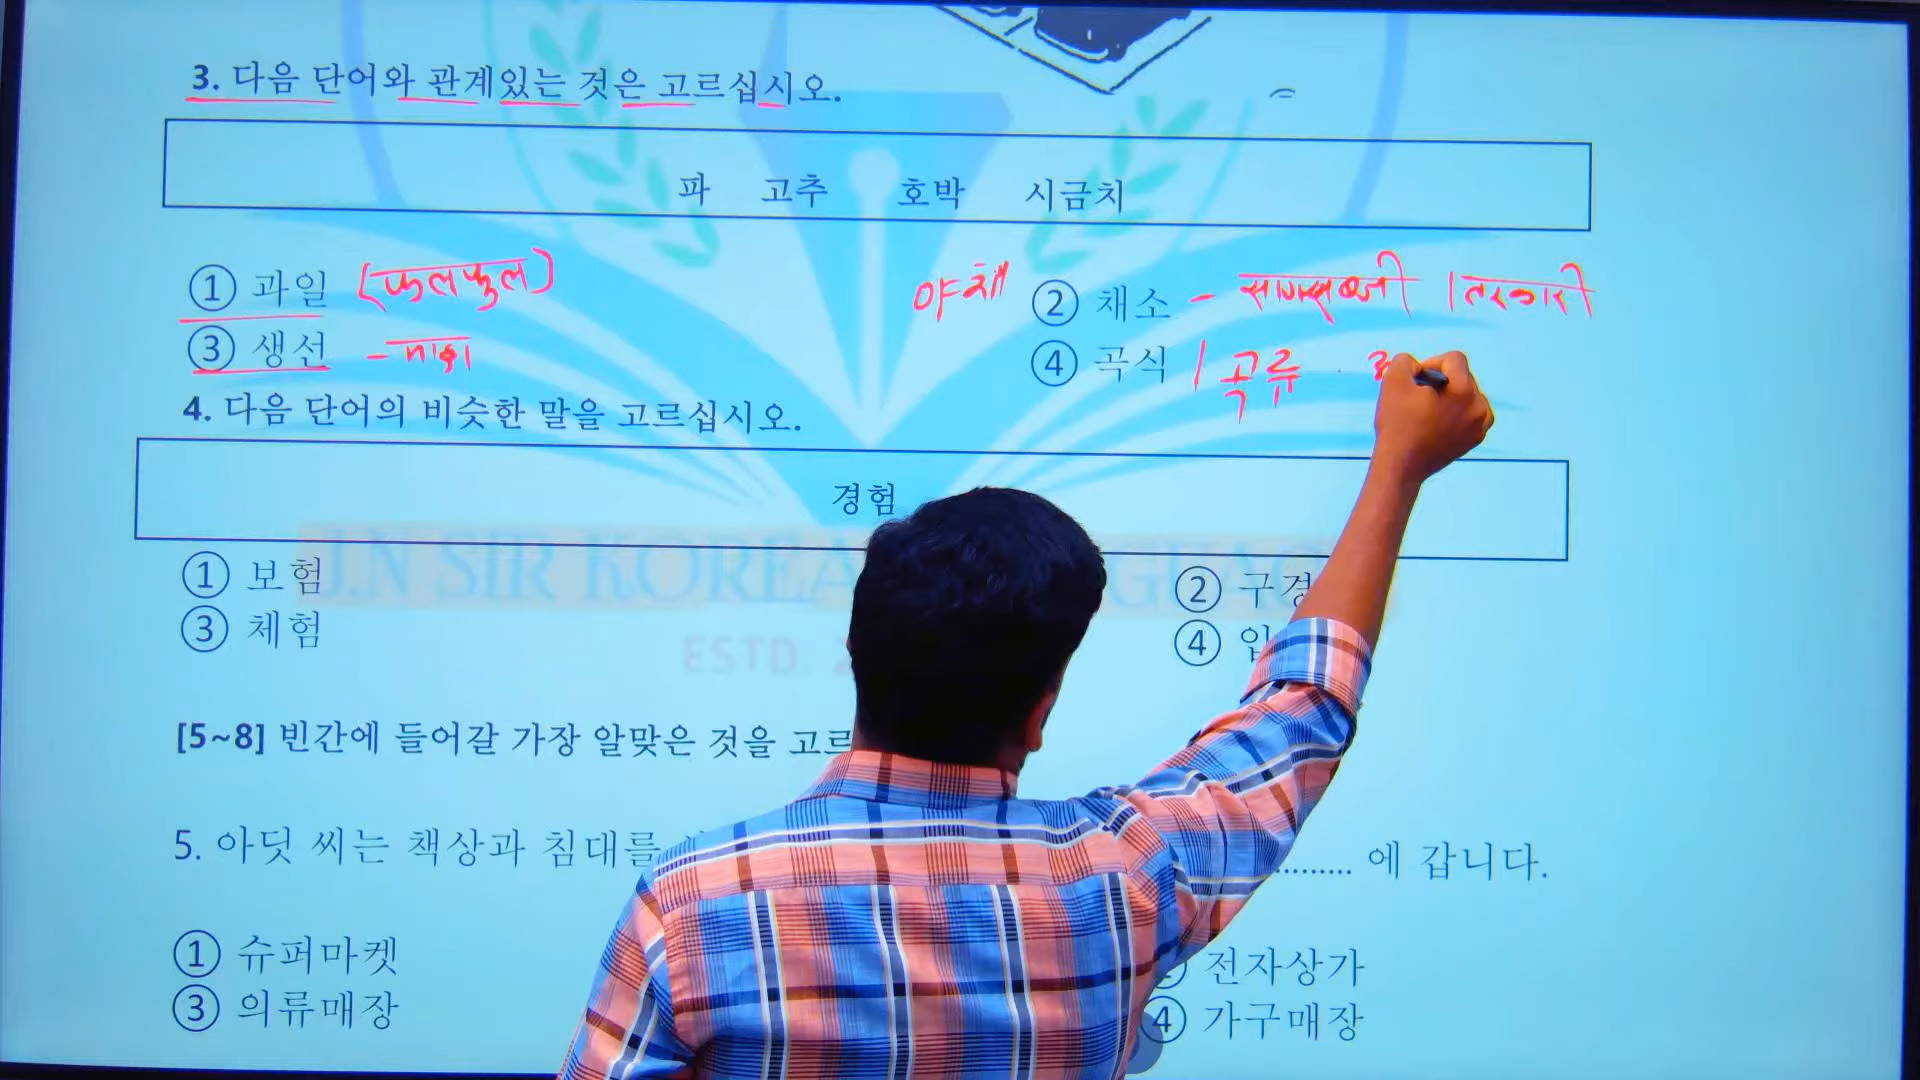 3. 다음 단어와 관계있는 것은 고르십시오.
파 고추 호박 시금치
① 과일 (फलफुल) 야채 ② 채소 - सागसब्जी | तरकारी
③ 생선 - माछा ④ 곡식 | 곡류
4. 다음 단어의 비슷한 말을 고르십시오.
경험
J.N SIR KOREA
① 보험 ② 구경
③ 체험 ④
ESTD.
[5~8] 빈간에 들어갈 가장 알맞은 것을
5. 아딧 씨는 책상과 침대를 에 갑니다.
① 슈퍼마켓 전자상가
③ 의류매장 ④ 가구매장